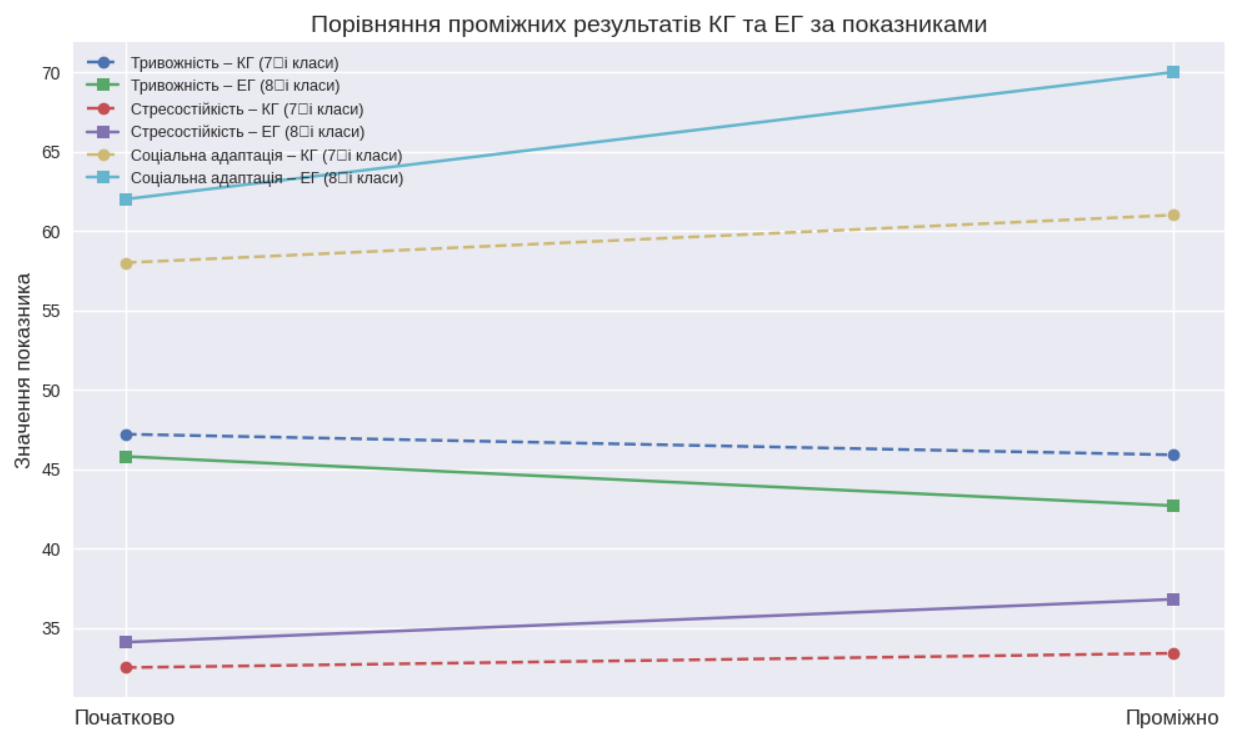 Порівняння проміжних результатів КГ та ЕГ за показниками
Тривожність – КГ (7□і класи)
Тривожність – ЕГ (8□і класи)
Стресостійкість – КГ (7□і класи)
Стресостійкість – ЕГ (8□і класи)
Соціальна адаптація – КГ (7□і класи)
Соціальна адаптація – ЕГ (8□і класи)
Значення показника
70
65
60
55
50
45
40
35
Початково
Проміжно